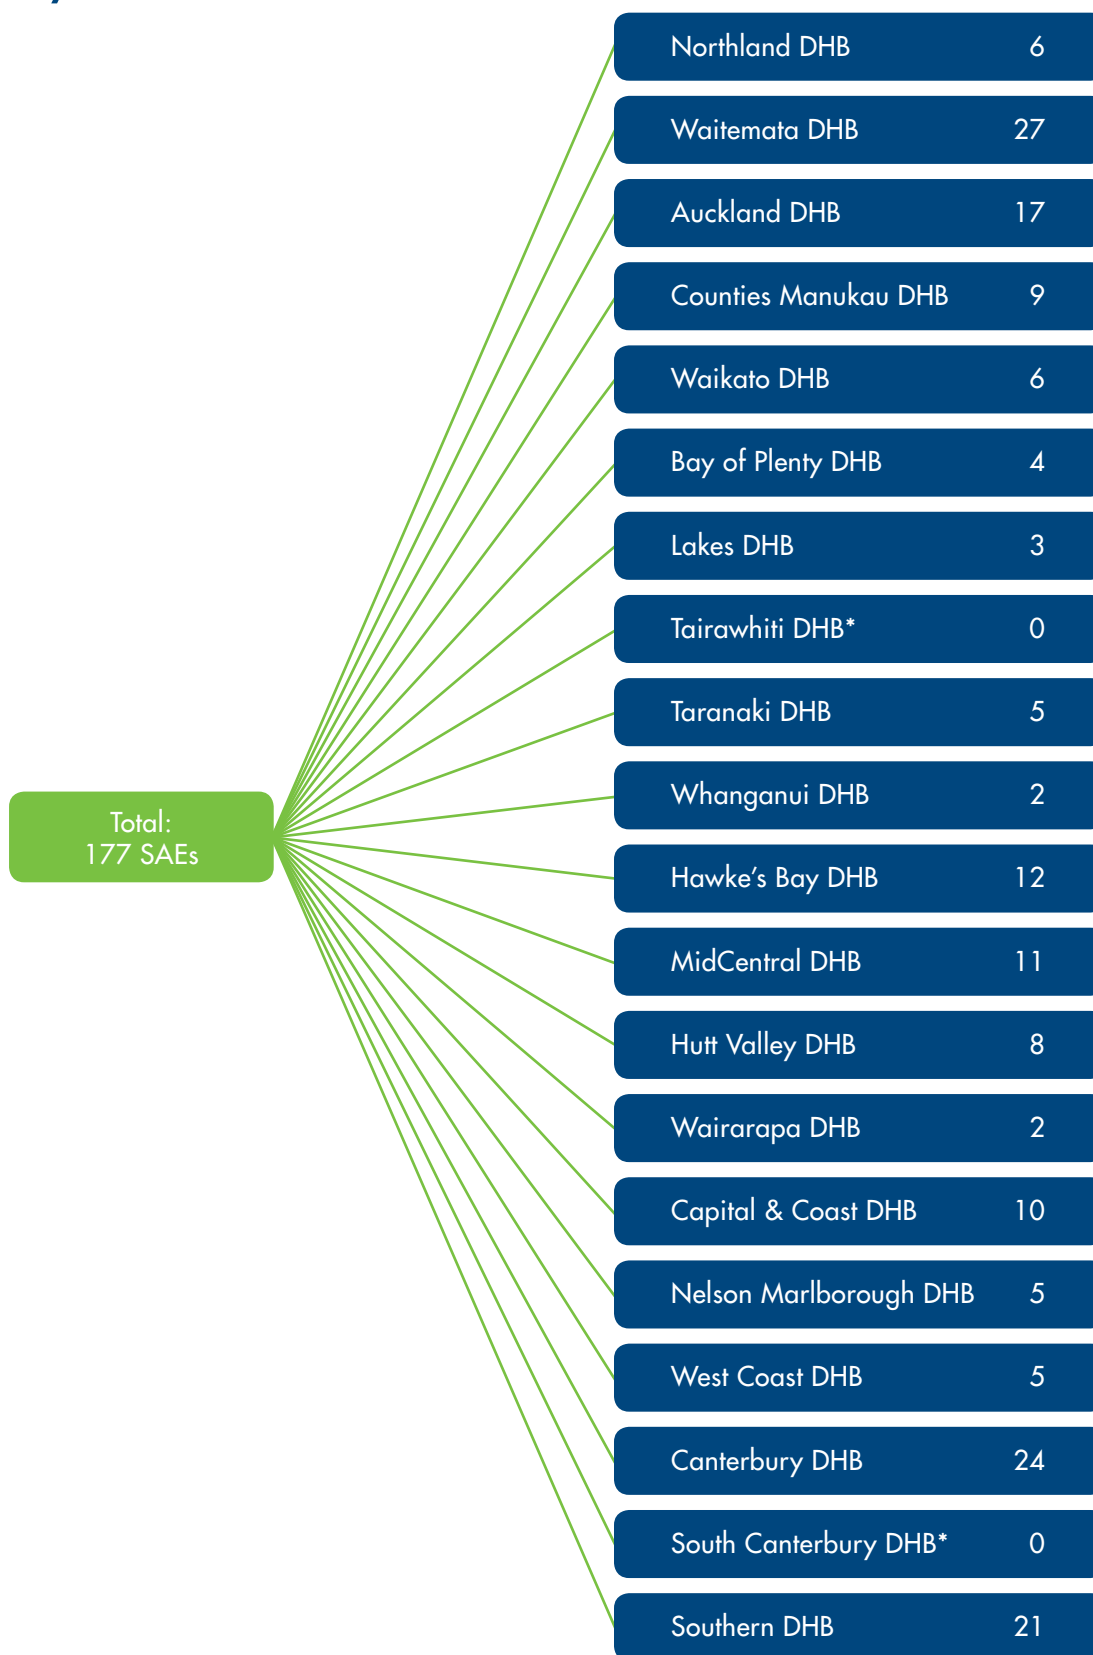 Northland DHB 6
Waitemata DHB 27
Auckland DHB 17
Counties Manukau DHB 9
Waikato DHB 6
Bay of Plenty DHB 4
Lakes DHB 3
Tairawhiti DHB* 0
Taranaki DHB 5
Whanganui DHB 2
Total:
177 SAEs
Hawke’s Bay DHB 12
MidCentral DHB 11
Hutt Valley DHB 8
Wairarapa DHB 2
Capital & Coast DHB 10
Nelson Marlborough DHB 5
West Coast DHB 5
Canterbury DHB 24
South Canterbury DHB* 0
Southern DHB 21